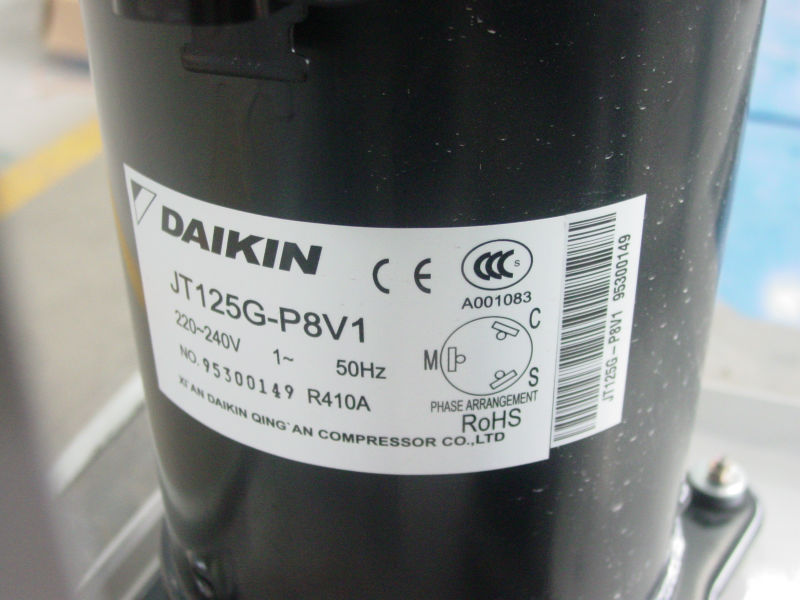 DAIKIN
JT125G-P8V1
220~240V 1~ 50Hz
NO.95300149 R410A
XI'AN DAIKIN QING`AN COMPRESSOR CO.,LTD
CE
CCC S
A001083
C
M
S
PHASE ARRANGEMENT
RoHS
JT125G-P8V1 95300149